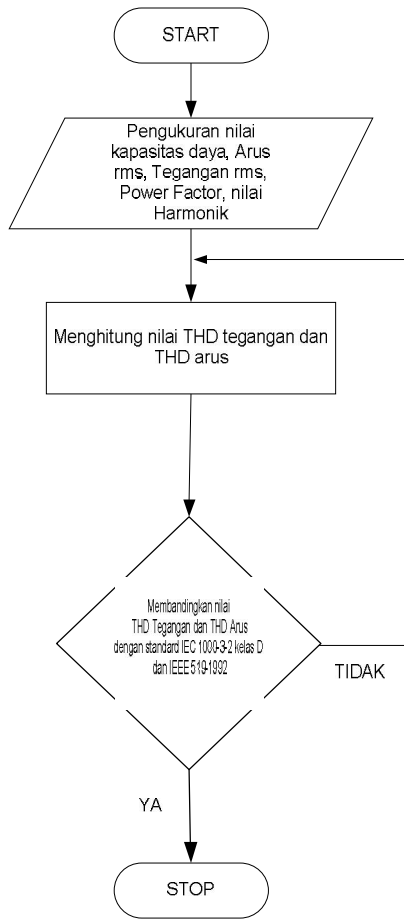 START
Pengukuran nilai
kapasitas daya, Arus
rms, Tegangan rms,
Power Factor, nilai
Harmonik
Menghitung nilai THD tegangan dan
THD arus
Membandingkan nilai
THD Tegangan dan THD Arus
dengan standard IEC 1000-3-2 kelas D
dan IEEE 519-1992
TIDAK
YA
STOP